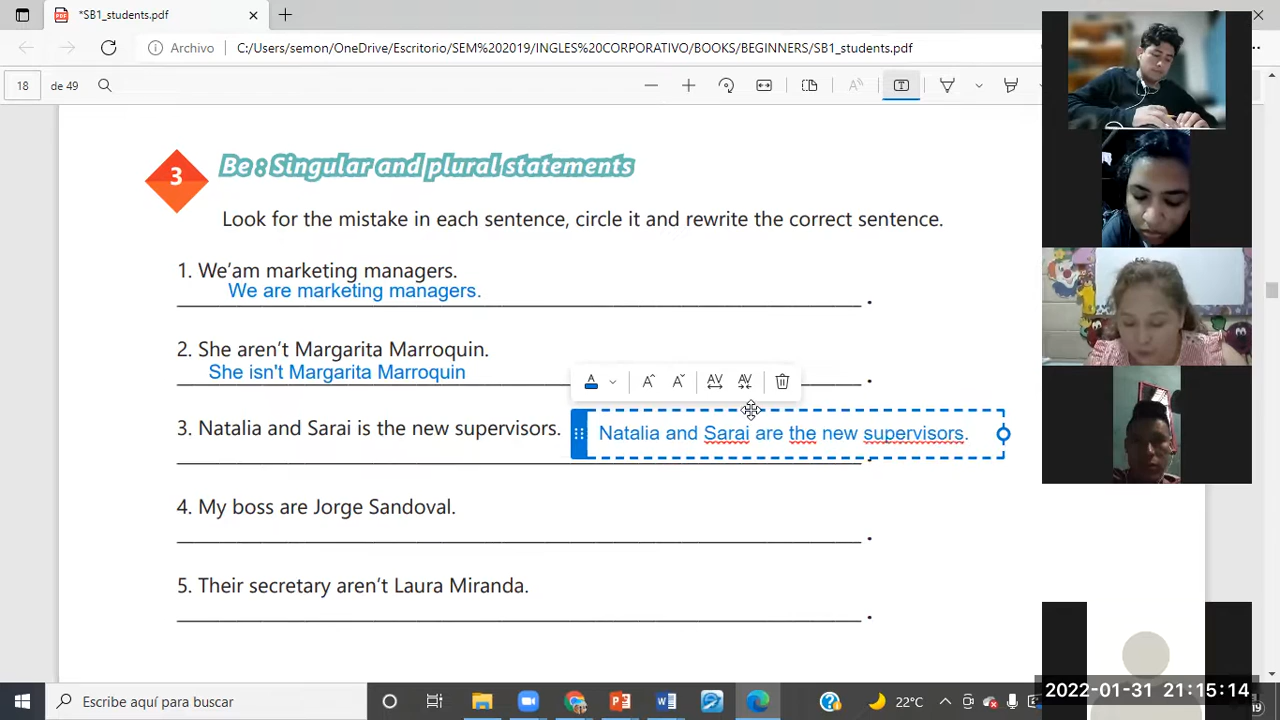 *SB1_students.pdf
Archivo
C:/Users/semon/OneDrive/Escritorio/SEM%202019/INGLES%20CORPORATIVO/BOOKS/BEGINNERS/SB1_students.pdf
18 de 49
3
Be : Singular and plural statements
Look for the mistake in each sentence, circle it and rewrite the correct sentence.
1. We’am marketing managers.
We are marketing managers.
2. She aren’t Margarita Marroquin.
She isn't Margarita Marroquin
3. Natalia and Sarai is the new supervisors.
Natalia and Sarai are the new supervisors.
4. My boss are Jorge Sandoval.
5. Their secretary aren’t Laura Miranda.
Escribe aquí para buscar
22°C
2022-01-31 21:15:14